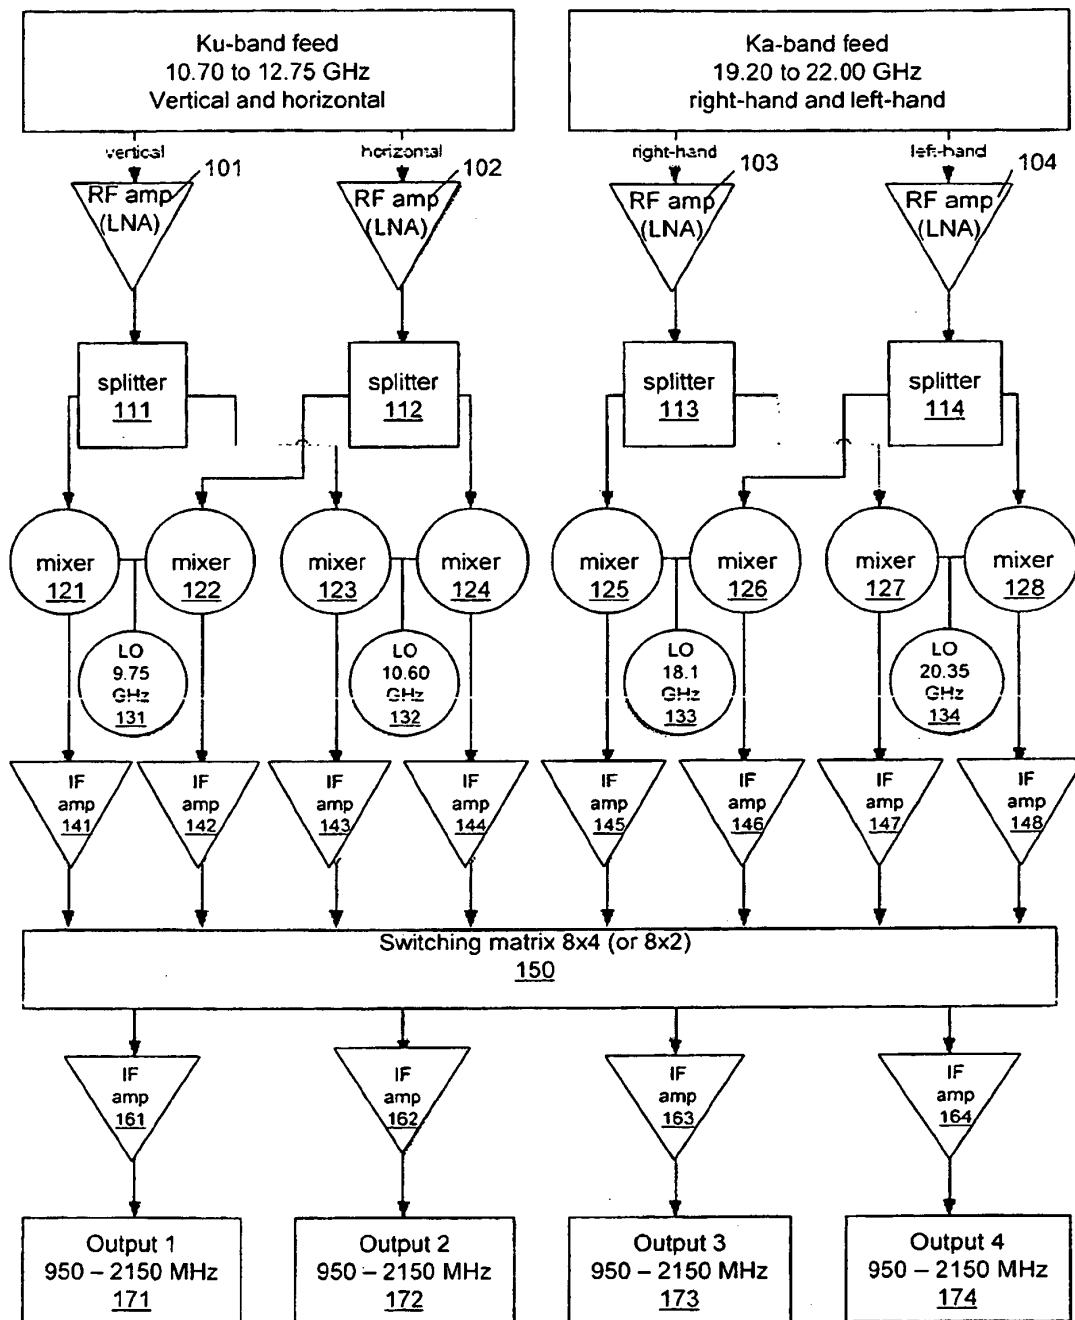 Ku-band feed
10.70 to 12.75 GHz
Vertical and horizontal
Ka-band feed
19.20 to 22.00 GHz
right-hand and left-hand
vertical
horizontal
right-hand
left-hand
101
102
103
104
RF amp
(LNA)
RF amp
(LNA)
RF amp
(LNA)
RF amp
(LNA)
splitter
111
splitter
112
splitter
113
splitter
114
mixer
121
mixer
122
mixer
123
mixer
124
mixer
125
mixer
126
mixer
127
mixer
128
LO
9.75
GHz
131
LO
10.60
GHz
132
LO
18.1
GHz
133
LO
20.35
GHz
134
IF
amp
141
IF
amp
142
IF
amp
143
IF
amp
144
IF
amp
145
IF
amp
146
IF
amp
147
IF
amp
148
Switching matrix 8x4 (or 8x2)
150
IF
amp
161
IF
amp
162
IF
amp
163
IF
amp
164
Output 1
950 – 2150 MHz
171
Output 2
950 – 2150 MHz
172
Output 3
950 – 2150 MHz
173
Output 4
950 – 2150 MHz
174